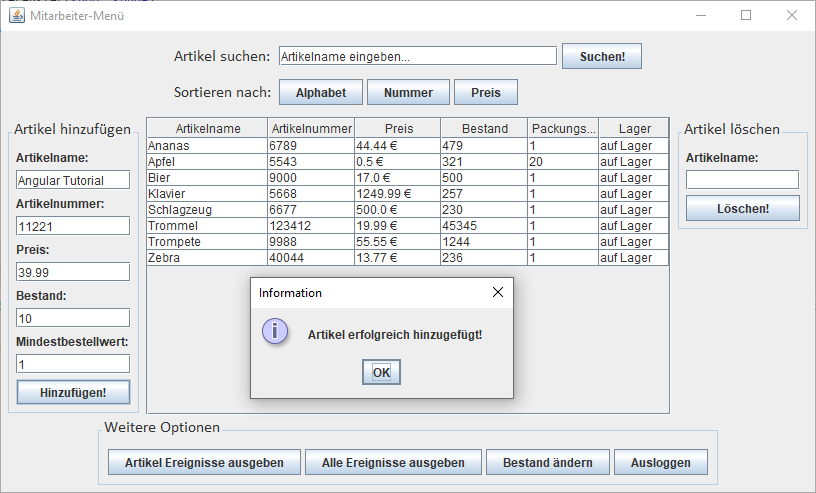 Mitarbeiter-Menü
Artikel suchen: Artikelname eingeben... Suchen!
Sortieren nach: Alphabet Nummer Preis
Artikel hinzufügen
Artikelname:
Angular Tutorial
Artikelnummer:
11221
Preis:
39.99
Bestand:
10
Mindestbestellwert:
1
Hinzufügen!
Artikelname Artikelnummer Preis Bestand Packungs... Lager
Ananas 6789 44.44 € 479 1 auf Lager
Apfel 5543 0.5 € 321 20 auf Lager
Bier 9000 17.0 € 500 1 auf Lager
Klavier 5668 1249.99 € 257 1 auf Lager
Schlagzeug 6677 500.0 € 230 1 auf Lager
Trommel 123412 19.99 € 45345 1 auf Lager
Trompete 9988 55.55 € 1244 1 auf Lager
Zebra 40044 13.77 € 236 1 auf Lager
Information
Artikel erfolgreich hinzugefügt!
OK
Artikel löschen
Artikelname:
Löschen!
Weitere Optionen
Artikel Ereignisse ausgeben Alle Ereignisse ausgeben Bestand ändern Ausloggen